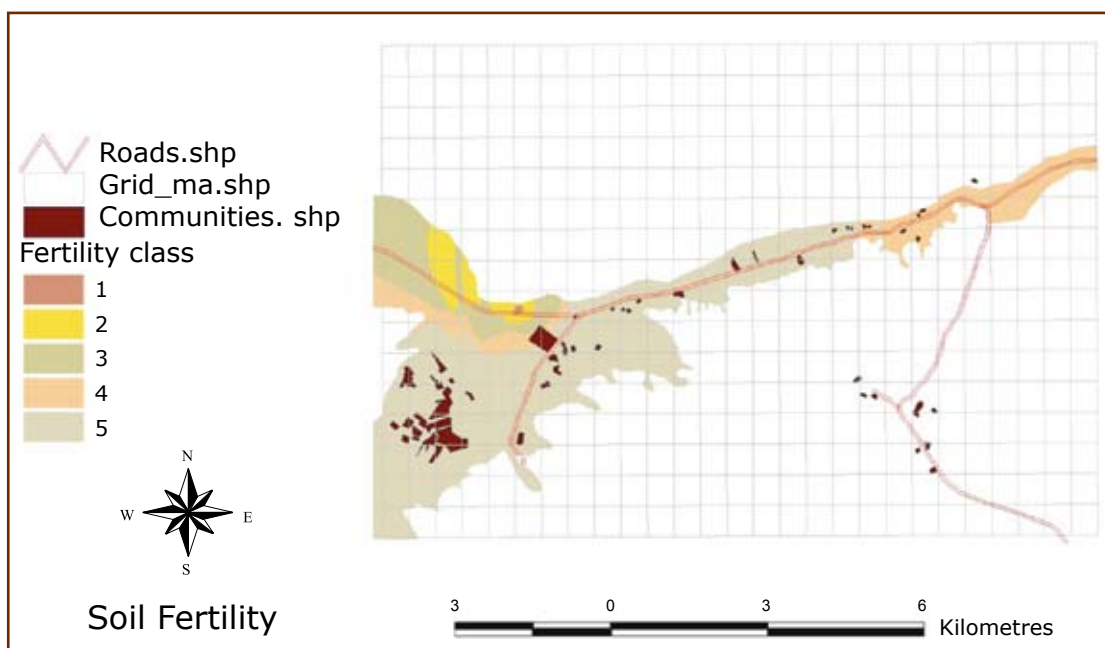 Roads.shp
Grid_ma.shp
Communities. shp
Fertility class
1
2
3
4
5
N
W E
S
Soil Fertility
3 0 3 6
Kilometres